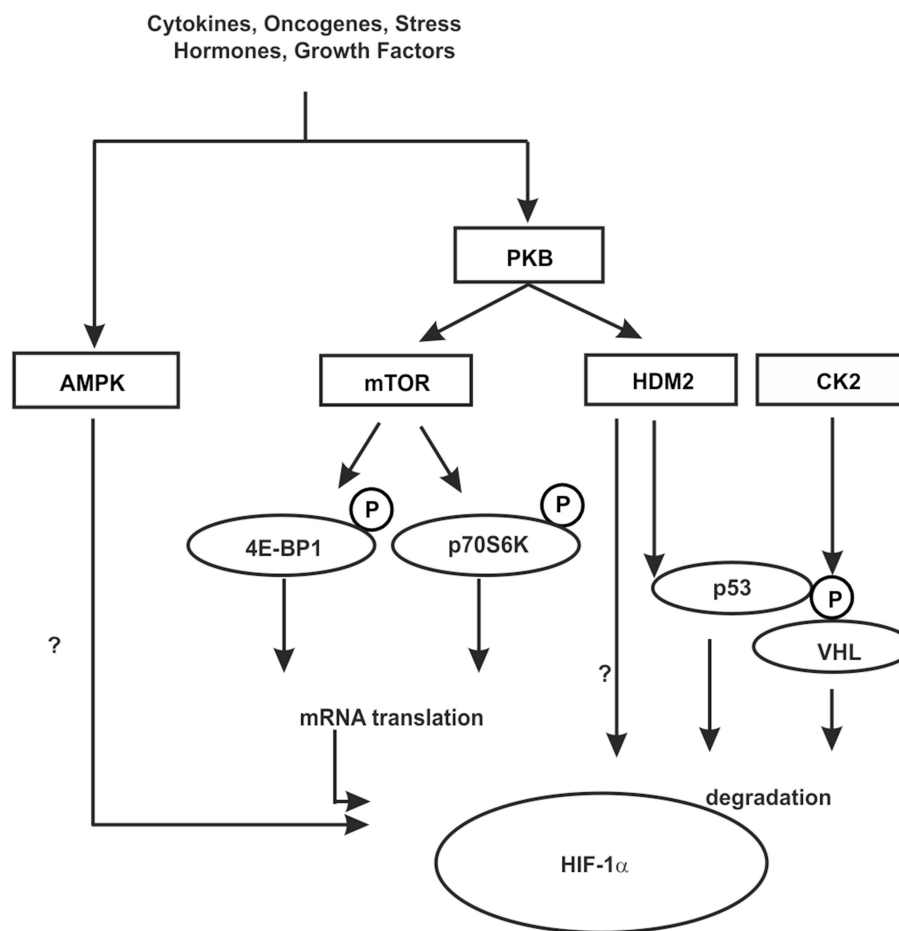 Cytokines, Oncogenes, Stress
Hormones, Growth Factors
PKB
AMPK
mTOR
HDM2
CK2
P
P
4E-BP1
p70S6K
p53
P
VHL
?
?
mRNA translation
degradation
HIF-1α